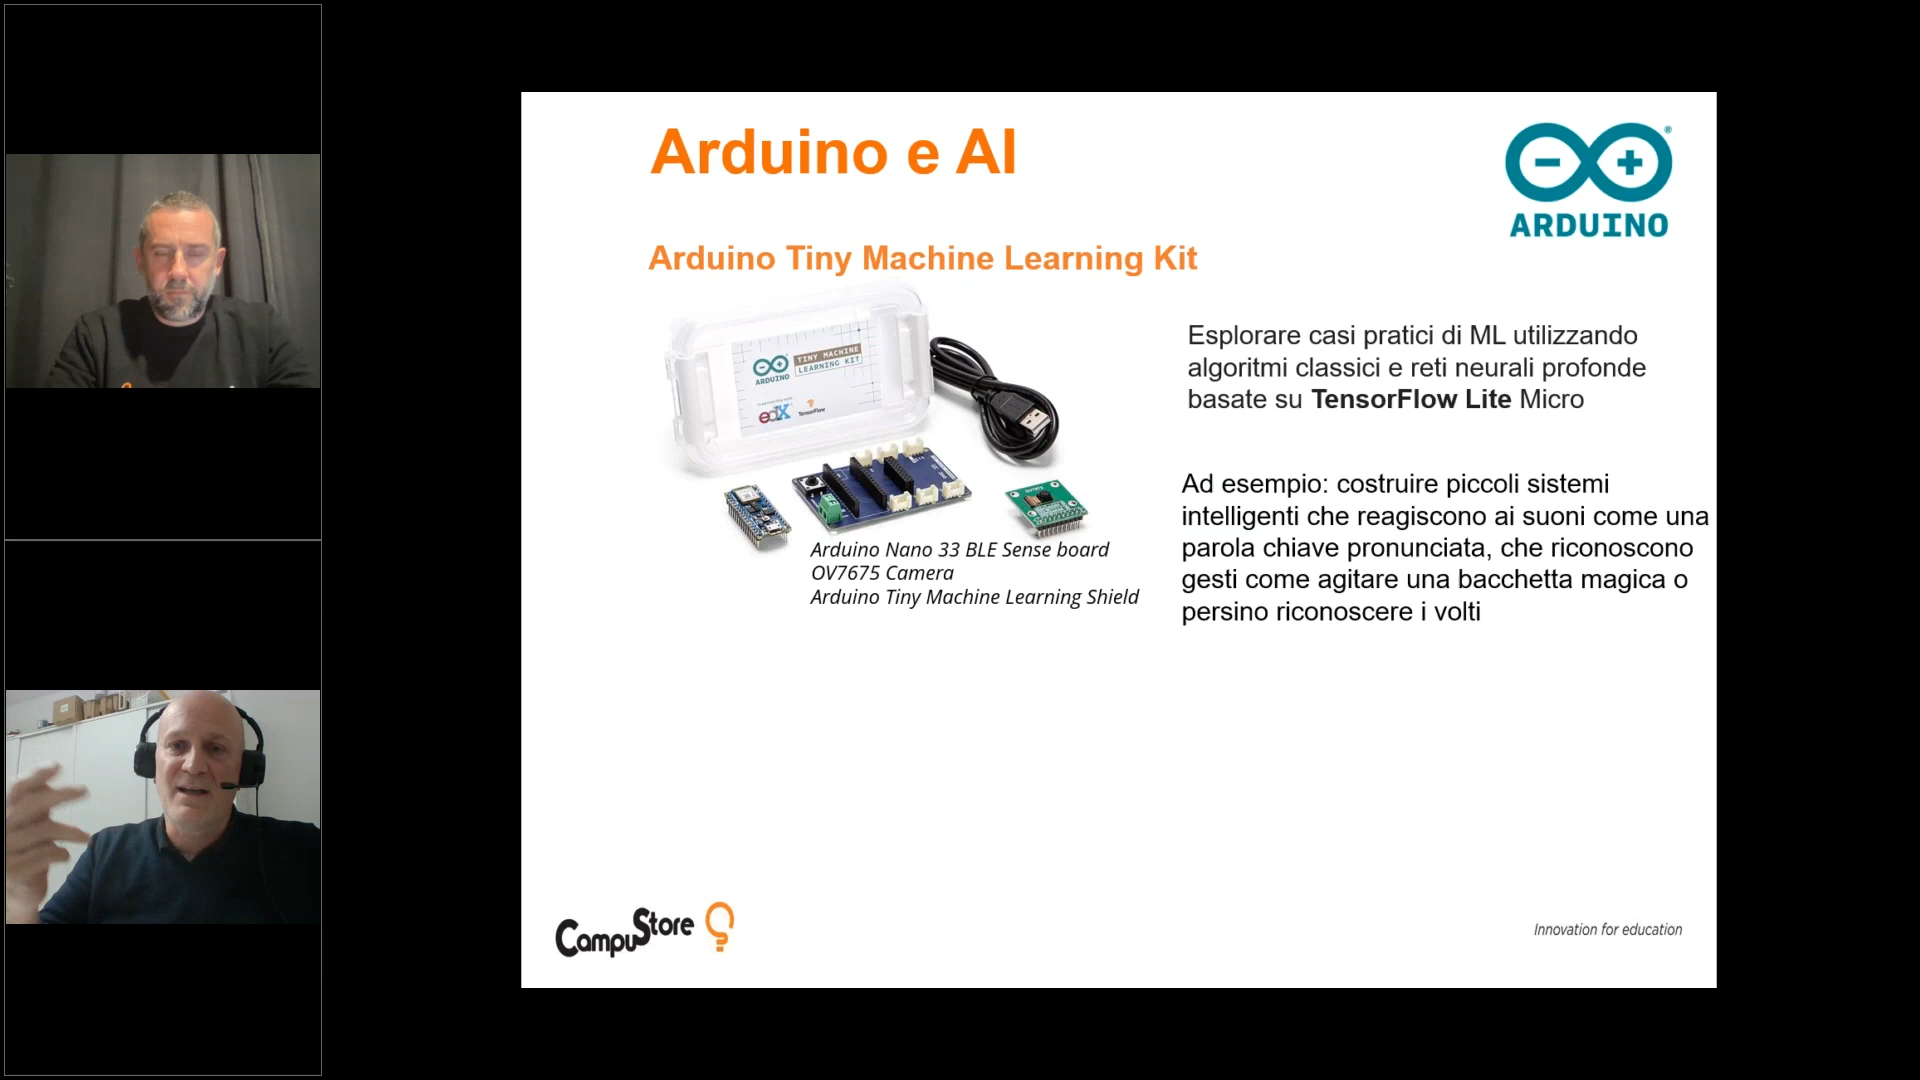 Arduino e AI
ARDUINO
Arduino Tiny Machine Learning Kit
ARDUINO
TINY MACHINE
LEARNING KIT
edX
TensorFlow
Esplorare casi pratici di ML utilizzando
algoritmi classici e reti neurali profonde
basate su TensorFlow Lite Micro
Ad esempio: costruire piccoli sistemi
intelligenti che reagiscono ai suoni come una
parola chiave pronunciata, che riconoscono
gesti come agitare una bacchetta magica o
persino riconoscere i volti
Arduino Nano 33 BLE Sense board
OV7675 Camera
Arduino Tiny Machine Learning Shield
CampuStore
Innovation for education